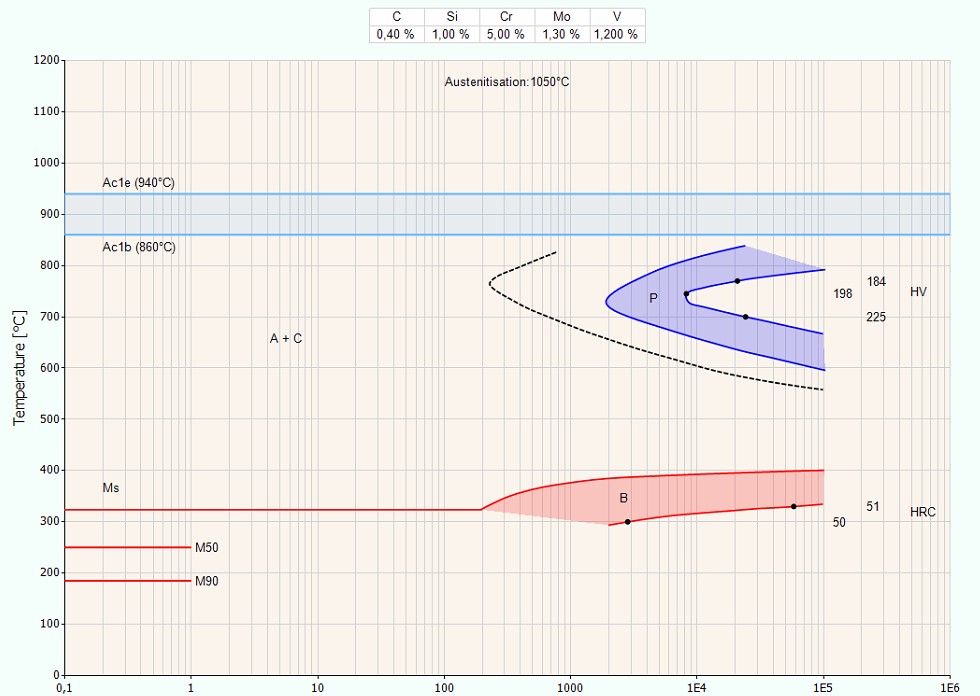 C Si Cr Mo V
0,40 % 1,00 % 5,00 % 1,30 % 1,200 %
1200
Austenitisation:1050°C
1100
1000
Ac1e (940°C)
900
Ac1b (860°C)
800
184
P 198 HV
700 225
A + C
600
500
400
Ms
B 51
HRC
300 50
M50
200
M90
100
0
0,1 1 10 100 1000 1E4 1E5 1E6
Temperature [°C]